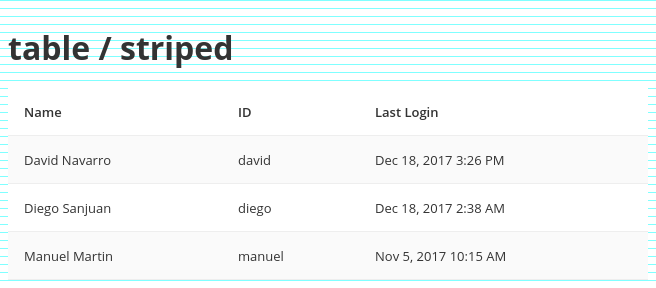 table / striped
Name ID Last Login
David Navarro david Dec 18, 2017 3:26 PM
Diego Sanjuan diego Dec 18, 2017 2:38 AM
Manuel Martin manuel Nov 5, 2017 10:15 AM